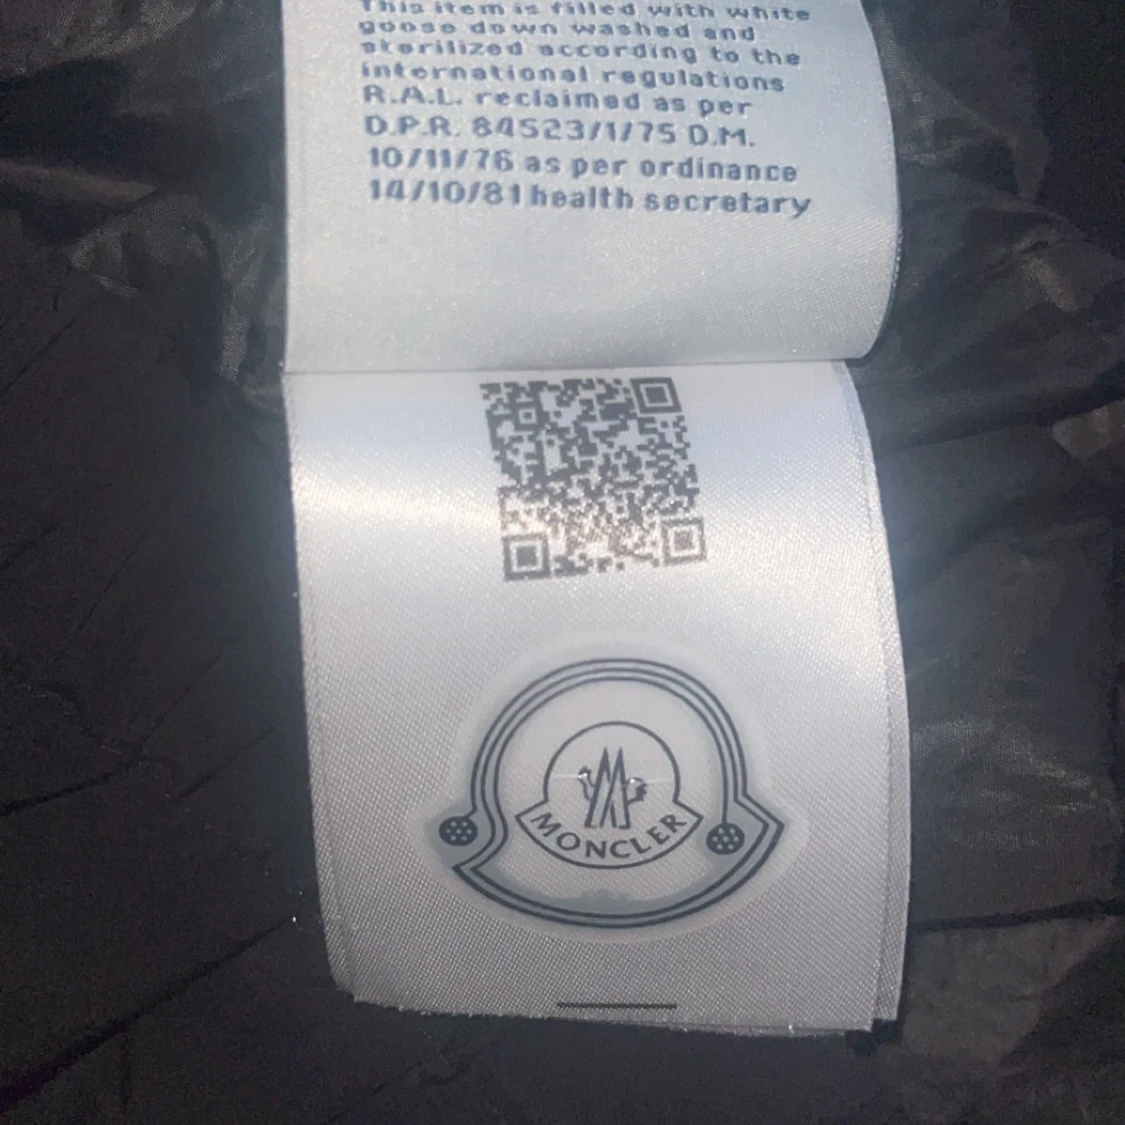 This item is filled with white
goose down washed and
sterilized according to the
international regulations
R.A.L. reclaimed as per
D.P.R. 84523/1/75 D.M.
10/11/76 as per ordinance
14/10/81 health secretary
MONCLER